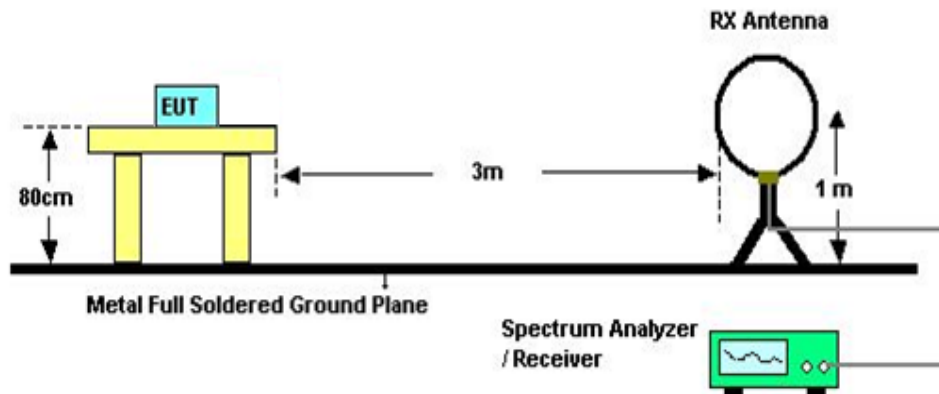 RX Antenna
EUT
3m
80cm
1 m
Metal Full Soldered Ground Plane
Spectrum Analyzer
/ Receiver